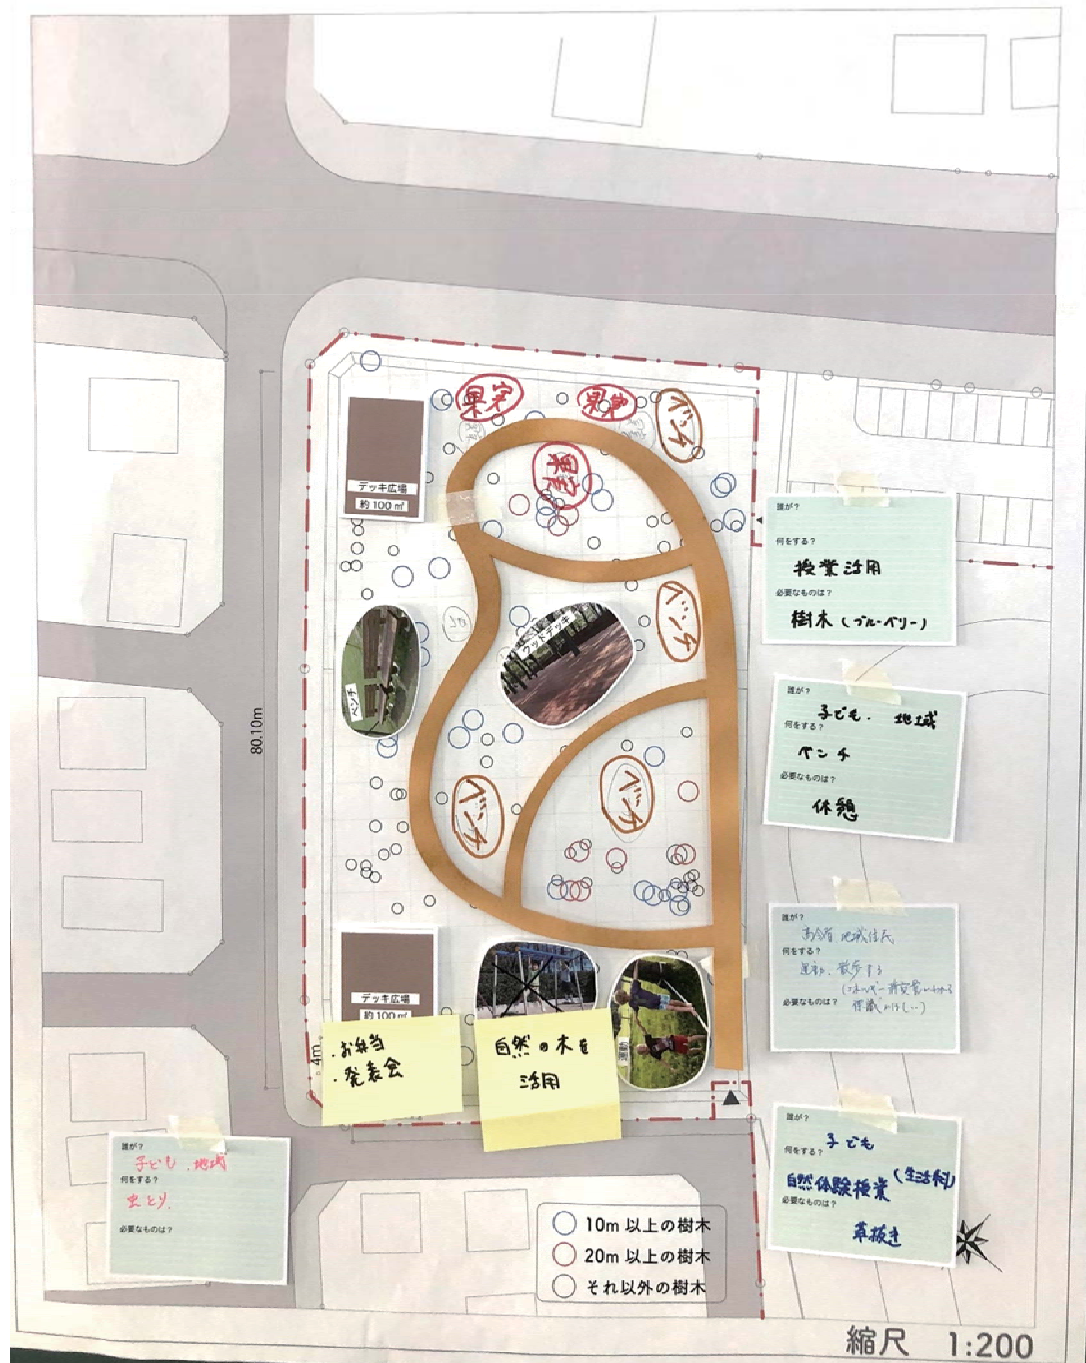 果実
果実
ベンチ
果実
デッキ広場
約100㎡
ベンチ
ウッドデッキ
ベンチ
80.10m
ベンチ
ベンチ
デッキ広場
約100㎡
運動
4m
・お弁当
・発表会
自然の木を
活用
誰が?
何をする?
授業活用
必要なものは?
樹木(ブルーベリー)
誰が?
子ども. 地域
何をする?
ベンチ
必要なものは?
休憩
誰が?
高令者 地域住民
何をする?
運動、散歩する
必要なものは?
誰が?
子ども
何をする?
自然体験授業(生活科)
必要なものは?
草抜き
誰が?
子ども、地域
何をする?
虫とり.
必要なものは?
10m 以上の樹木
20m 以上の樹木
それ以外の樹木
縮尺 1:200